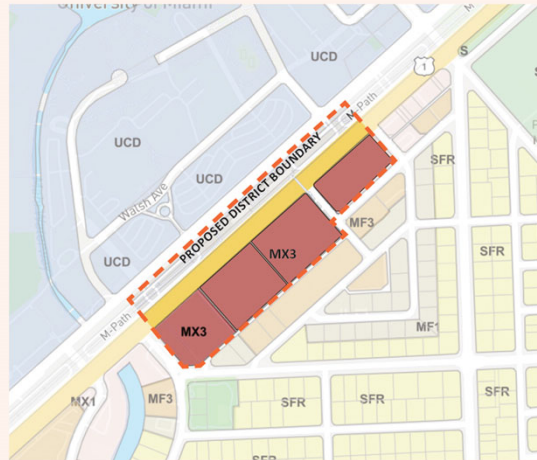 University of Miami
M
UCD
1
S
M-Path
UCD
PROPOSED DISTRICT BOUNDARY
SFR
UCD
Walsh Ave
MF3
SFR
MX3
UCD
M-Path
MX3
MF1
MX1
MF3
SFR
SFR
SFR
SFR